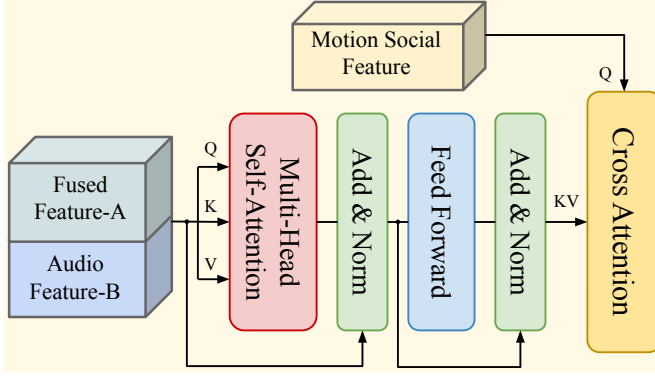 Motion Social
Feature
Q
Fused
Feature-A
Audio
Feature-B
Q
K
V
Multi-Head
Self-Attention
Add & Norm
Feed Forward
Add & Norm
KV
Cross Attention